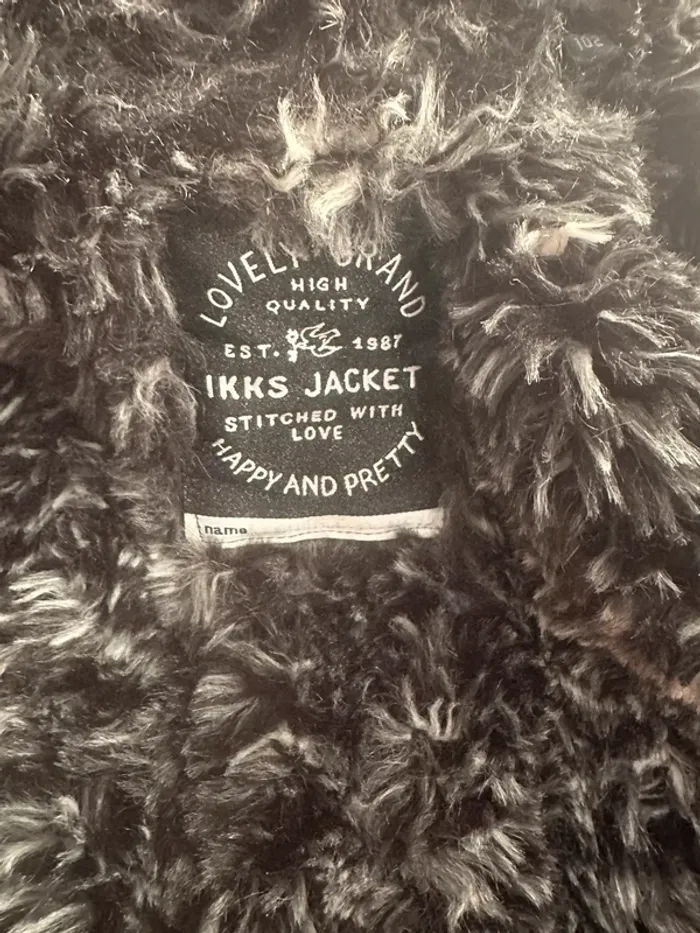 LOVELY BRAND
HIGH
QUALITY
EST. 1987
IKKS JACKET
STITCHED WITH
LOVE
HAPPY AND PRETTY
name